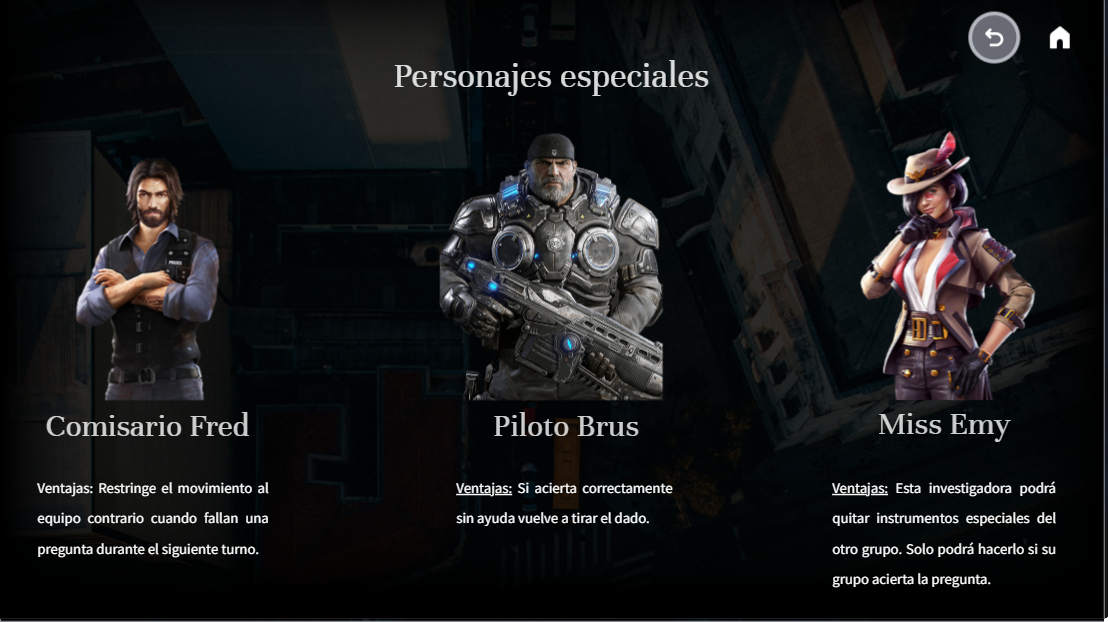 Personajes especiales
Comisario Fred
Ventajas: Restringe el movimiento al
equipo contrario cuando fallan una
pregunta durante el siguiente turno.
Piloto Brus
Ventajas: Si acierta correctamente
sin ayuda vuelve a tirar el dado.
Miss Emy
Ventajas: Esta investigadora podrá
quitar instrumentos especiales del
otro grupo. Solo podrá hacerlo si su
grupo acierta la pregunta.